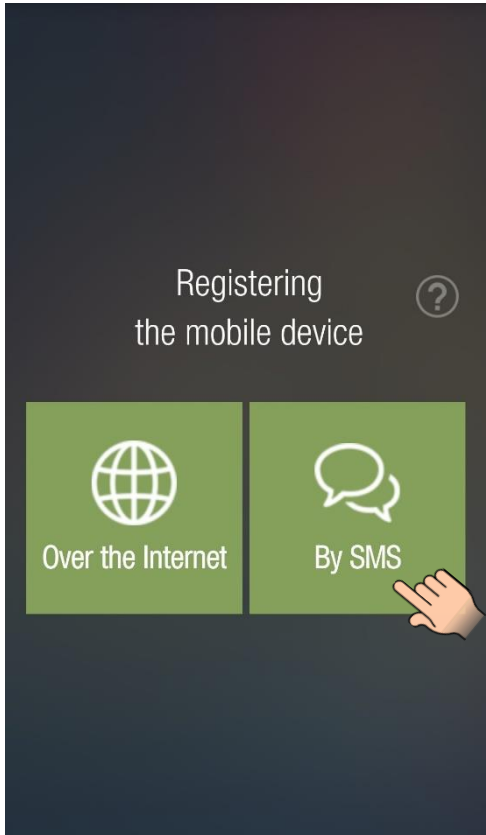 Registering
the mobile device
?
Over the Internet
By SMS